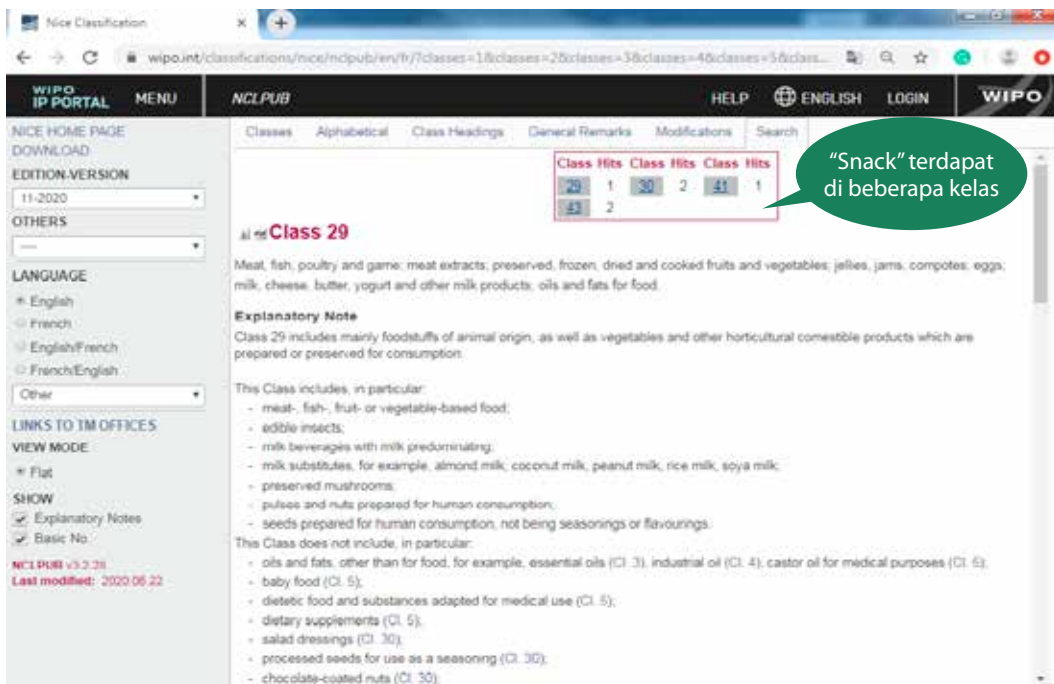 Nice Classification
wipo.int/classifications/nice/nclpub/en/fr/?classes=1&classes=2&classes=3&classes=4&classes=5&class...
WIPO
IP PORTAL MENU NCLPUB HELP ENGLISH LOGIN WIPO
NICE HOME PAGE
DOWNLOAD
EDITION-VERSION
11-2020
OTHERS
----
LANGUAGE
English
French
English/French
French/English
Other
LINKS TO TM OFFICES
VIEW MODE
Flat
SHOW
Explanatory Notes
Basic No.
NCLPUB v3.2.28
Last modified: 2020.06.22
Classes Alphabetical Class Headings General Remarks Modifications Search
Class Hits Class Hits Class Hits
29 1 30 2 41 1
43 2
"Snack" terdapat
di beberapa kelas
Class 29
Meat, fish, poultry and game; meat extracts; preserved, frozen, dried and cooked fruits and vegetables; jellies, jams, compotes; eggs;
milk, cheese, butter, yogurt and other milk products; oils and fats for food.
Explanatory Note
Class 29 includes mainly foodstuffs of animal origin, as well as vegetables and other horticultural comestible products which are
prepared or preserved for consumption.
This Class includes, in particular:
- meat-, fish-, fruit- or vegetable-based food;
- edible insects;
- milk beverages with milk predominating;
- milk substitutes, for example, almond milk, coconut milk, peanut milk, rice milk, soya milk;
- preserved mushrooms;
- pulses and nuts prepared for human consumption;
- seeds prepared for human consumption, not being seasonings or flavourings.
This Class does not include, in particular:
- oils and fats, other than for food, for example, essential oils (Cl. 3), industrial oil (Cl. 4), castor oil for medical purposes (Cl. 5);
- baby food (Cl. 5);
- dietetic food and substances adapted for medical use (Cl. 5);
- dietary supplements (Cl. 5);
- salad dressings (Cl. 30);
- processed seeds for use as a seasoning (Cl. 30);
- chocolate-coated nuts (Cl. 30);